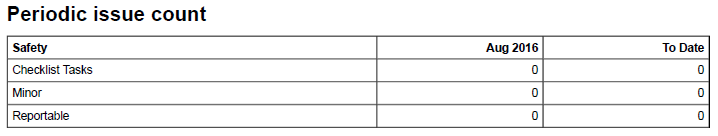 Periodic issue count
Safety Aug 2016 To Date
Checklist Tasks 0 0
Minor 0 0
Reportable 0 0